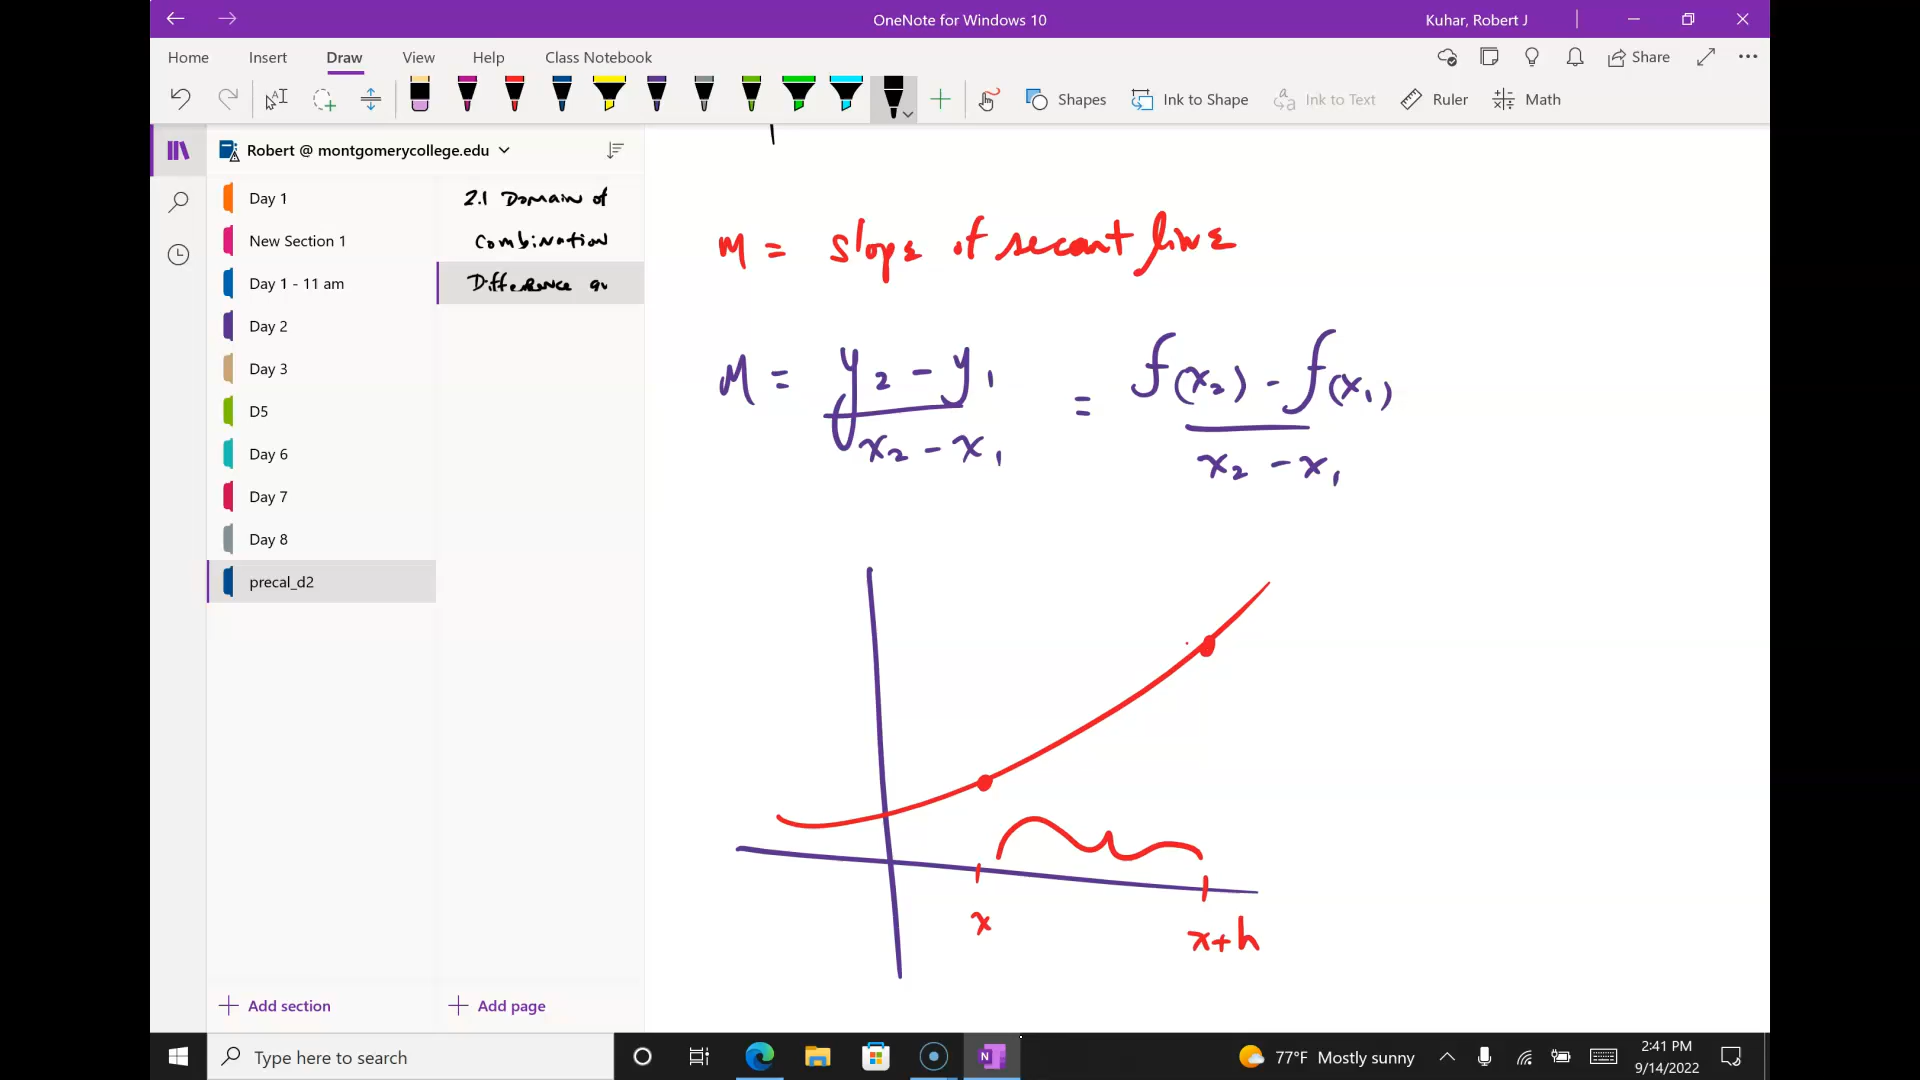 OneNote for Windows 10
Kuhar, Robert J
Home Insert Draw View Help Class Notebook
Share
Shapes Ink to Shape Ink to Text Ruler Math
Robert @ montgomerycollege.edu
Day 1
New Section 1
Day 1 - 11 am
Day 2
Day 3
D5
Day 6
Day 7
Day 8
precal_d2
Add section
2.1 Domain of
Combination
Difference qu
Add page
M = slope of secant line
M = y2 - y1 / x2 - x1 = f(x2) - f(x1) / x2 - x1
x
x+h
Type here to search
77°F Mostly sunny
2:41 PM
9/14/2022